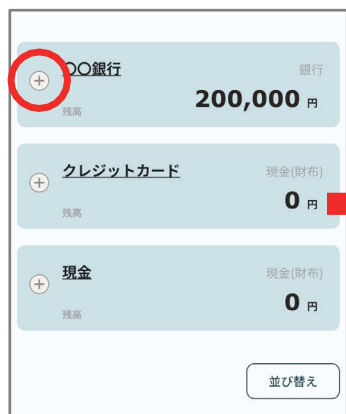 〇〇銀行
銀行
200,000 円
残高
クレジットカード
現金(財布)
0 円
残高
現金
現金(財布)
0 円
残高
並び替え